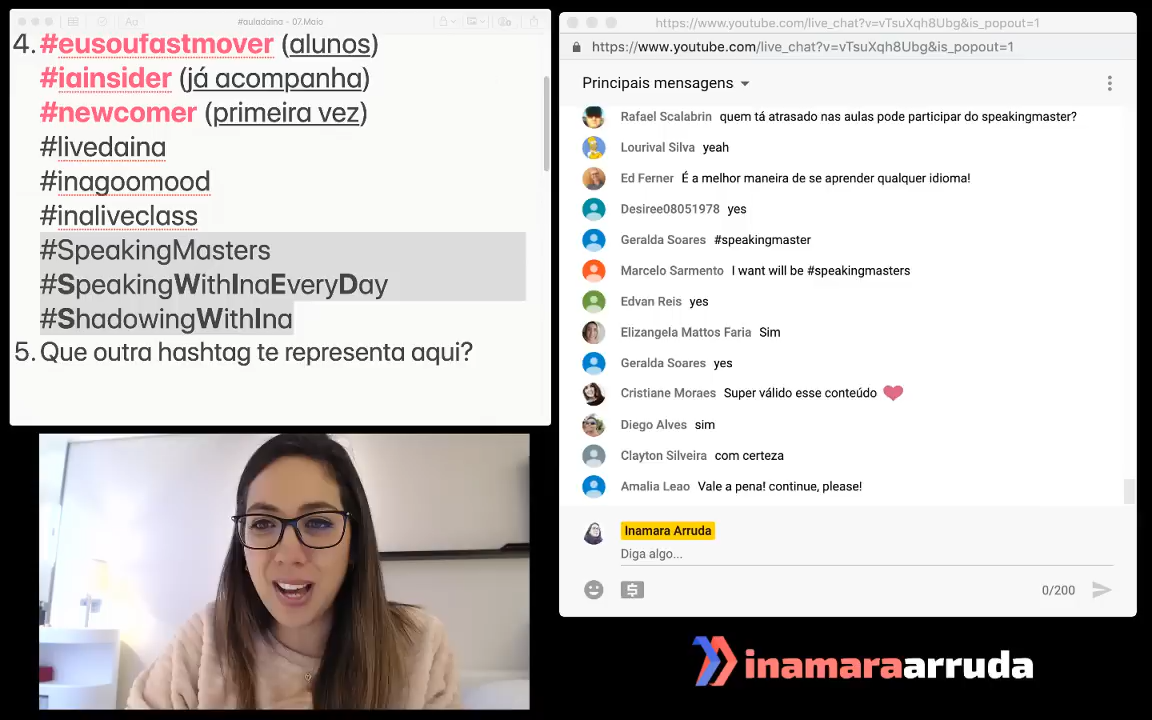 #auladaina - 07.Maio
4. #eusoufastmover (alunos)
#iainsider (já acompanha)
#newcomer (primeira vez)
#livedaina
#inagoomood
#inaliveclass
#SpeakingMasters
#SpeakingWithInaEveryDay
#ShadowingWithIna
5. Que outra hashtag te representa aqui?
https://www.youtube.com/live_chat?v=vTsuXqh8Ubg&is_popout=1
https://www.youtube.com/live_chat?v=vTsuXqh8Ubg&is_popout=1
Principais mensagens
Rafael Scalabrin quem tá atrasado nas aulas pode participar do speakingmaster?
Lourival Silva yeah
Ed Ferner É a melhor maneira de se aprender qualquer idioma!
Desiree08051978 yes
Geralda Soares #speakingmaster
Marcelo Sarmento I want will be #speakingmasters
Edvan Reis yes
Elizangela Mattos Faria Sim
Geralda Soares yes
Cristiane Moraes Super válido esse conteúdo
Diego Alves sim
Clayton Silveira com certeza
Amalia Leao Vale a pena! continue, please!
Inamara Arruda
Diga algo...
0/200
inamaraarruda